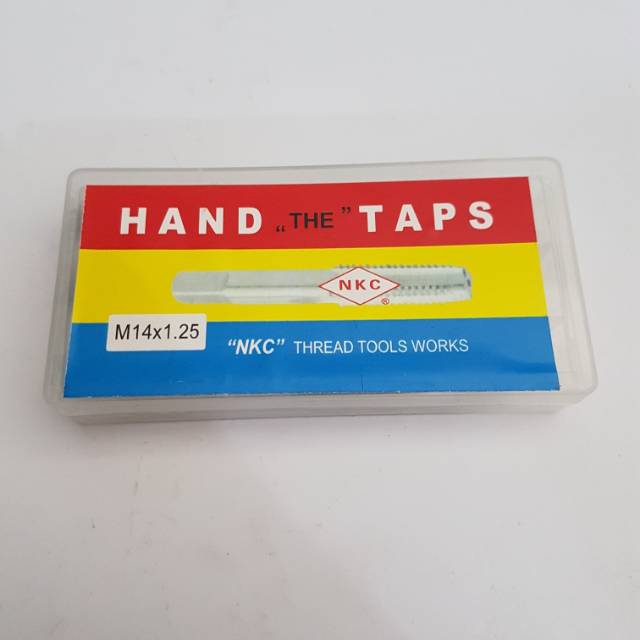 HAND „THE” TAPS
NKC
®
M14x1.25
“NKC” THREAD TOOLS WORKS